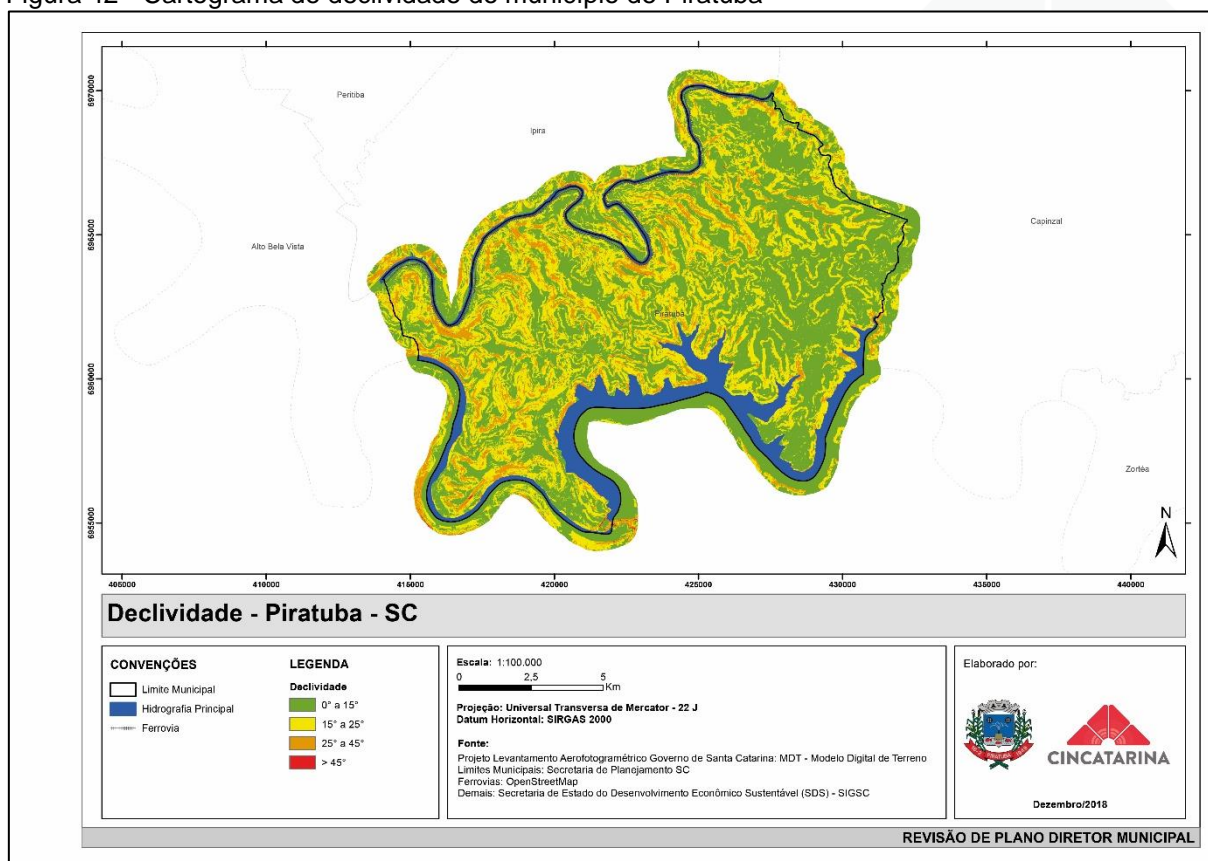 Figura 42 - Cartograma de declividade do município de Piratuba
6970000
6965000
6960000
6955000
Peritiba
Ipira
Alto Bela Vista
Capinzal
Piratuba
Zortéa
N
405000 410000 415000 420000 425000 430000 435000 440000
Declividade - Piratuba - SC
CONVENÇÕES
Limite Municipal
Hidrografia Principal
Ferrovia
LEGENDA
Declividade
0° a 15°
15° a 25°
25° a 45°
> 45°
Escala: 1:100.000
0 2,5 5
Km
Projeção: Universal Transversa de Mercator - 22 J
Datum Horizontal: SIRGAS 2000
Fonte:
Projeto Levantamento Aerofotogramétrico Governo de Santa Catarina: MDT - Modelo Digital de Terreno
Limites Municipais: Secretaria de Planejamento SC
Ferrovias: OpenStreetMap
Demais: Secretaria de Estado do Desenvolvimento Econômico Sustentável (SDS) - SIGSC
Elaborado por:
CINCATARINA
Dezembro/2018
REVISÃO DE PLANO DIRETOR MUNICIPAL